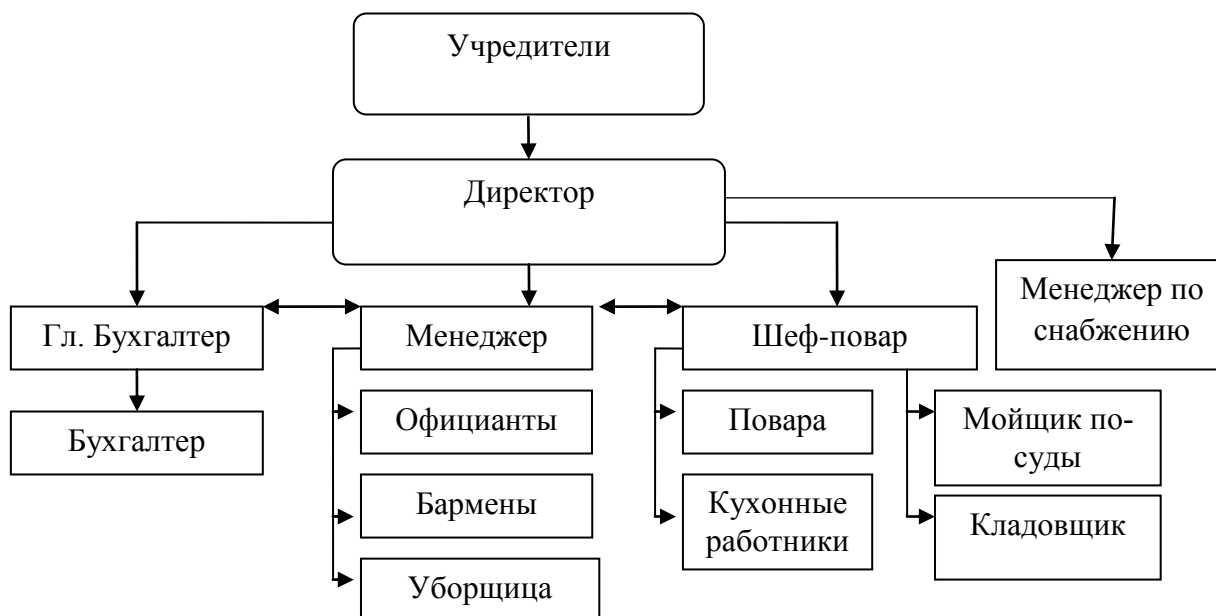 Учредители
Директор
Гл. Бухгалтер
Менеджер
Шеф-повар
Менеджер по
снабжению
Бухгалтер
Официанты
Повара
Мойщик по-
суды
Бармены
Кухонные
работники
Кладовщик
Уборщица